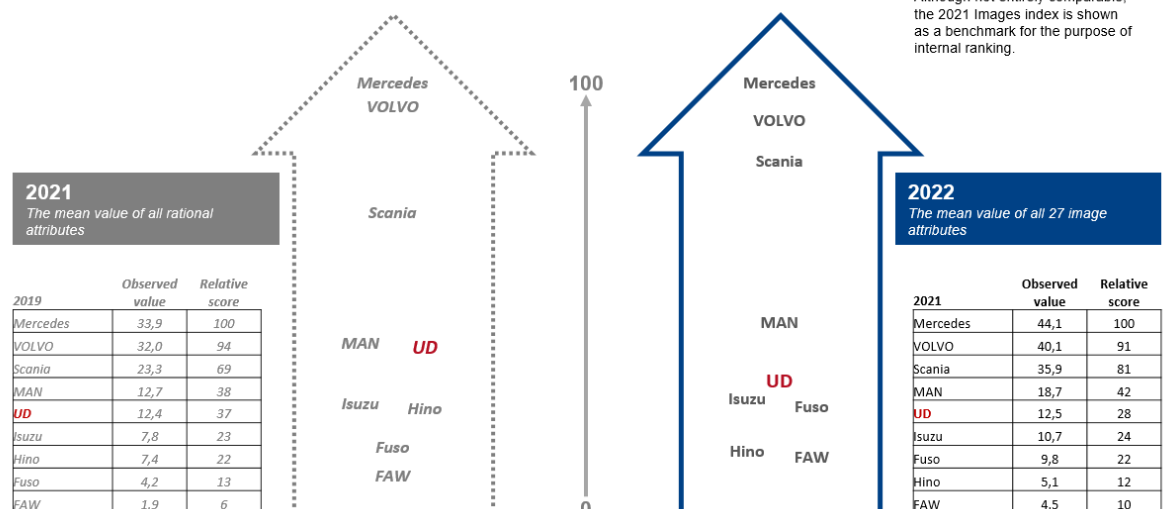 the 2021 Images index is shown
as a benchmark for the purpose of
internal ranking.
100
Mercedes
VOLVO
Scania
MAN UD
Isuzu Hino
Fuso
FAW
Mercedes
VOLVO
Scania
MAN
UD
Isuzu Fuso
Hino FAW
2021
The mean value of all rational
attributes
2022
The mean value of all 27 image
attributes
Observed Relative
2019 value score
Mercedes 33,9 100
VOLVO 32,0 94
Scania 23,3 69
MAN 12,7 38
UD 12,4 37
Isuzu 7,8 23
Hino 7,4 22
Fuso 4,2 13
FAW 1,9 6
Observed Relative
2021 value score
Mercedes 44,1 100
VOLVO 40,1 91
Scania 35,9 81
MAN 18,7 42
UD 12,5 28
Isuzu 10,7 24
Fuso 9,8 22
Hino 5,1 12
FAW 4,5 10
0